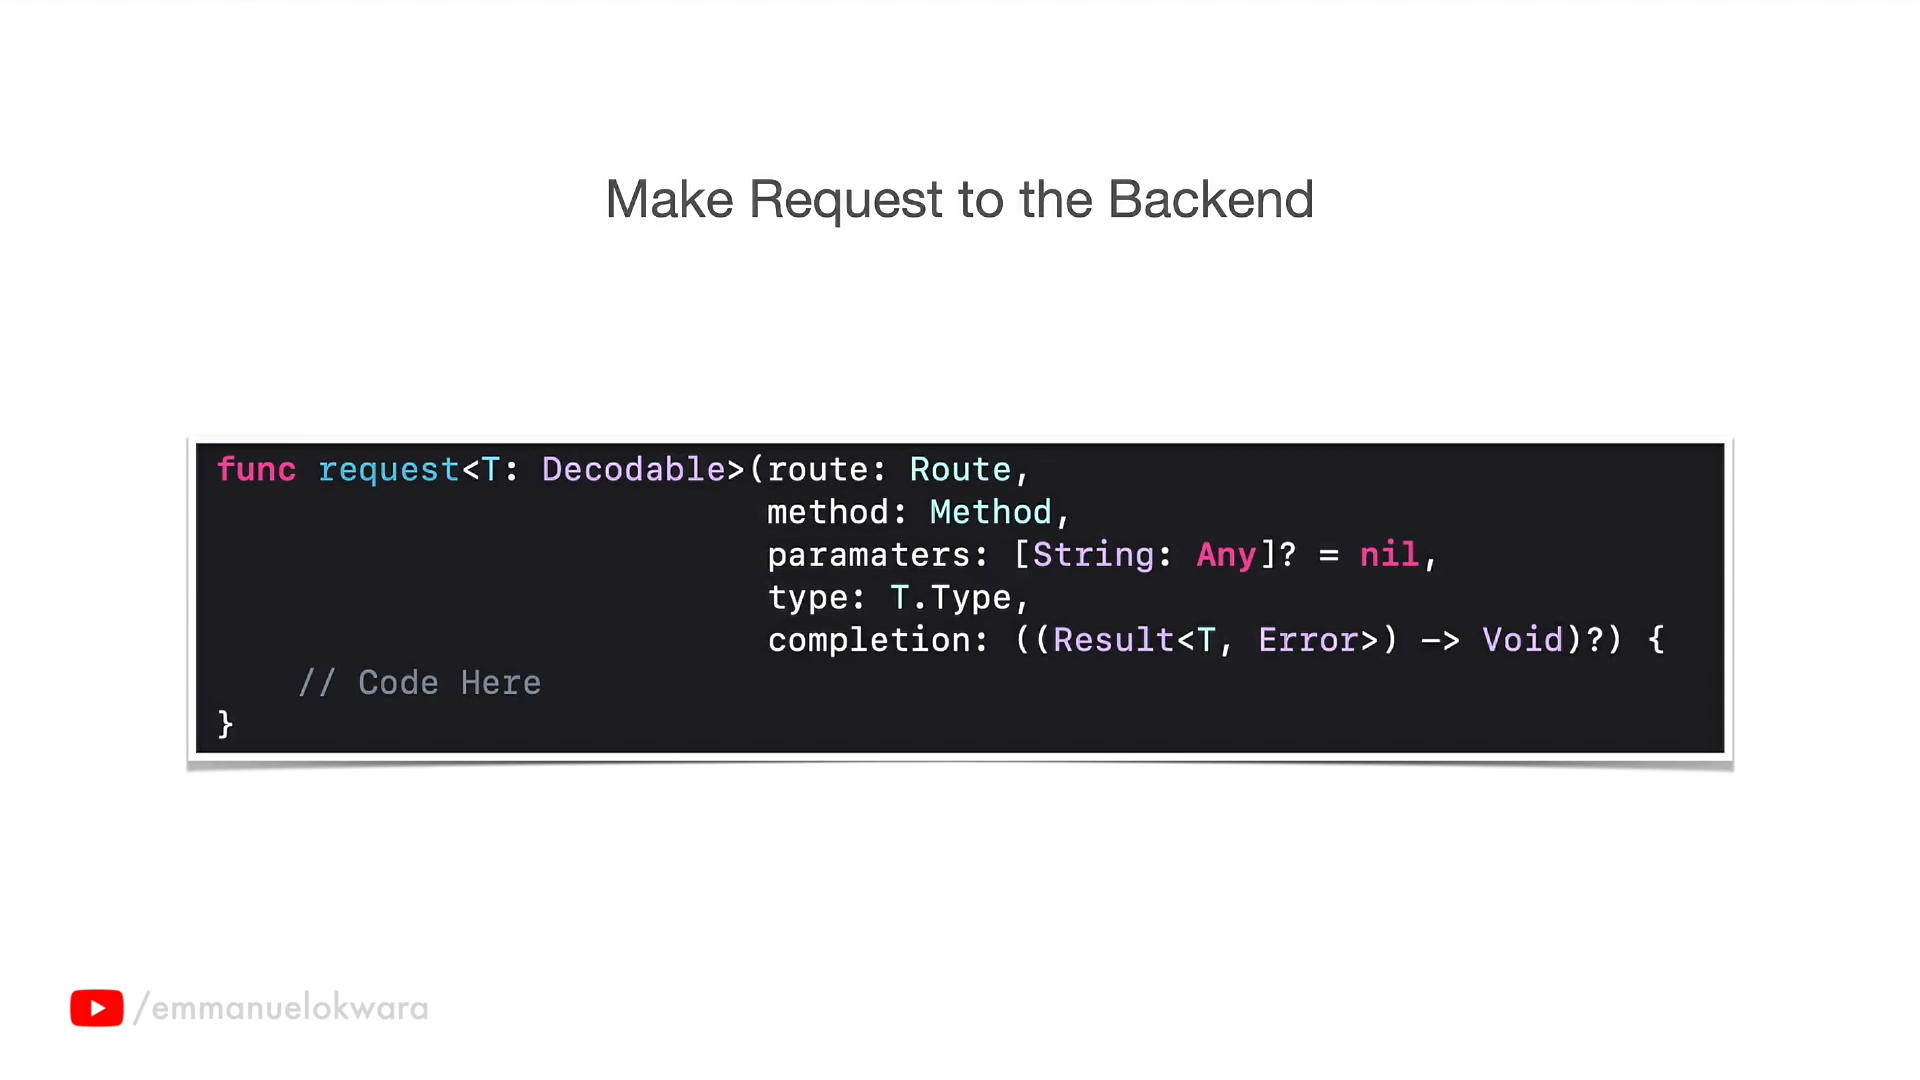 Make Request to the Backend
func request<T: Decodable>(route: Route,
method: Method,
paramaters: [String: Any]? = nil,
type: T.Type,
completion: ((Result<T, Error>) -> Void)?) {
// Code Here
}
/emmanuelokwara